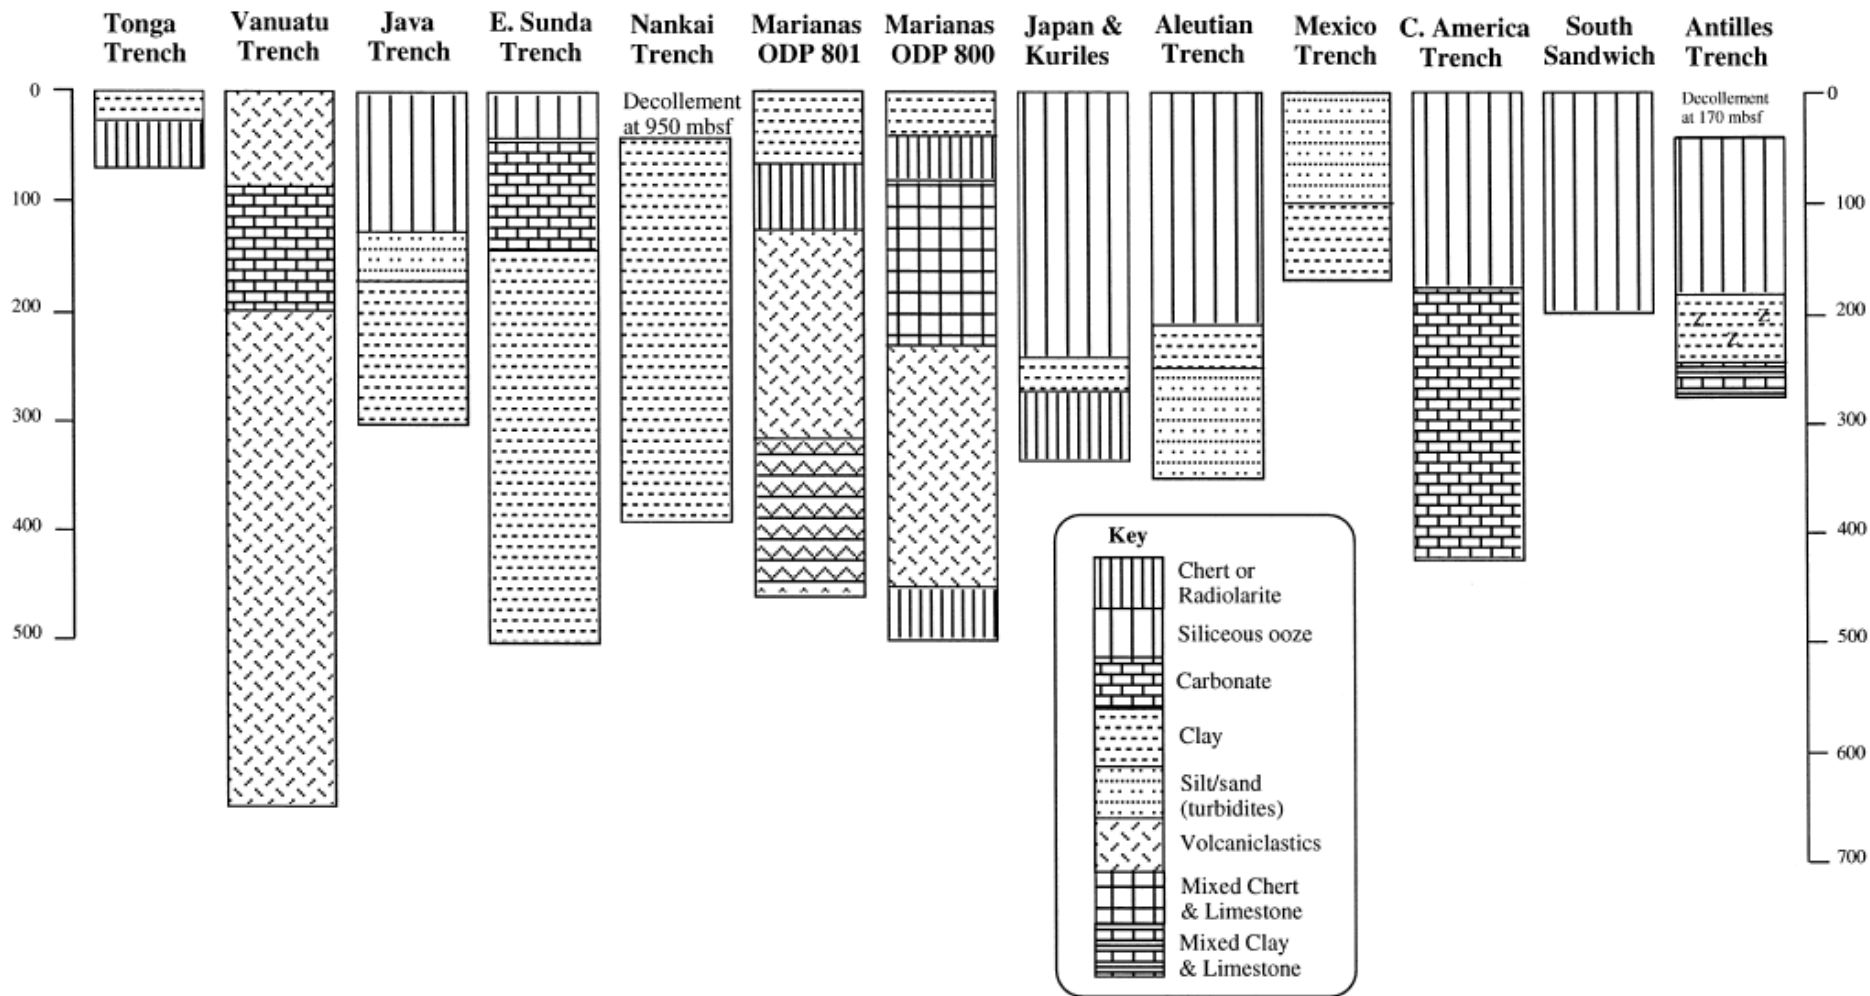 Tonga
Trench
Vanuatu
Trench
Java
Trench
E. Sunda
Trench
Nankai
Trench
Marianas
ODP 801
Marianas
ODP 800
Japan &
Kuriles
Aleutian
Trench
Mexico
Trench
C. America
Trench
South
Sandwich
Antilles
Trench
Decollement
at 950 mbsf
Decollement
at 170 mbsf
0
100
200
300
400
500
0
100
200
300
400
500
600
700
Z
Z
Z
Key
Chert or
Radiolarite
Siliceous ooze
Carbonate
Clay
Silt/sand
(turbidites)
Volcaniclastics
Mixed Chert
& Limestone
Mixed Clay
& Limestone